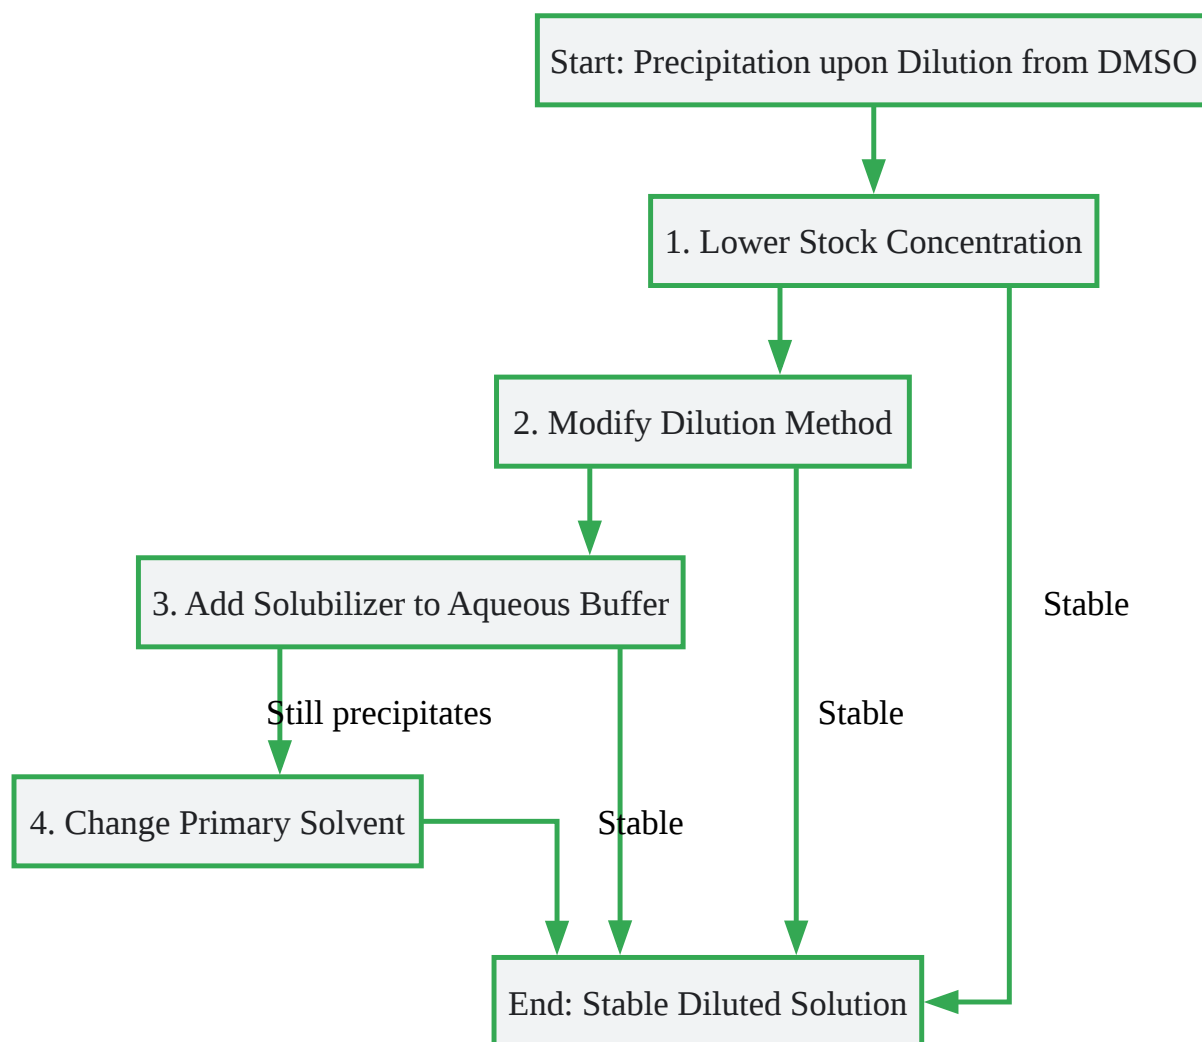 Start: Precipitation upon Dilution from DMSO
1. Lower Stock Concentration
2. Modify Dilution Method
3. Add Solubilizer to Aqueous Buffer
Stable
Still precipitates
Stable
4. Change Primary Solvent
Stable
End: Stable Diluted Solution